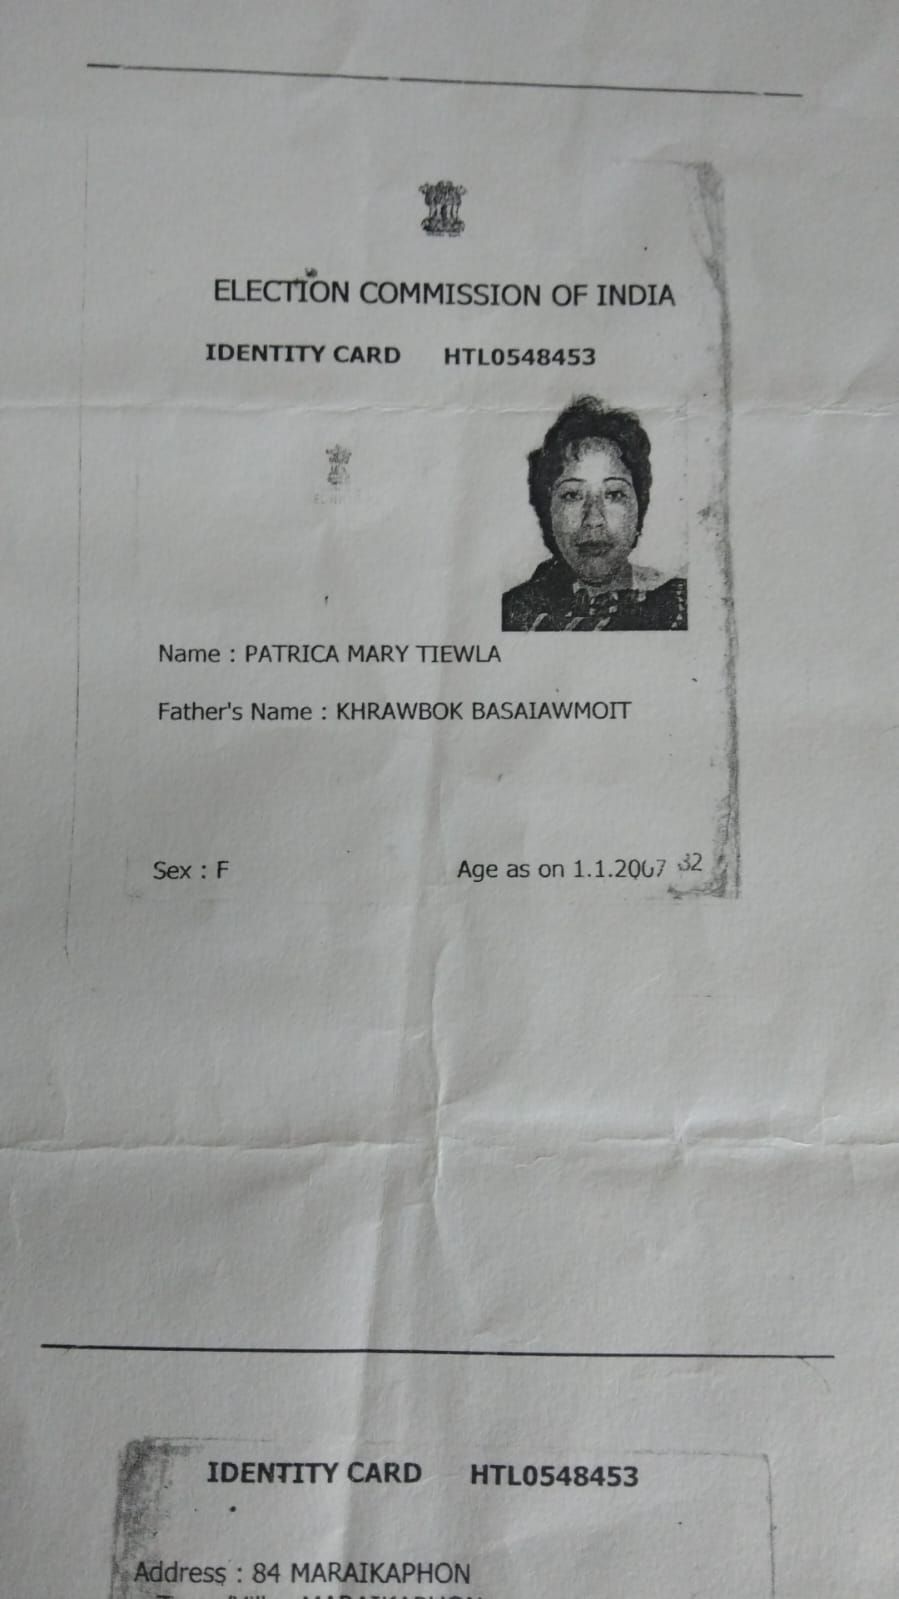 ELECTION COMMISSION OF INDIA
IDENTITY CARD HTL0548453
Name : PATRICA MARY TIEWLA
Father's Name : KHRAWBOK BASAIAWMOIT
Sex : F Age as on 1.1.2007 32
IDENTITY CARD HTL0548453
Address : 84 MARAIKAPHON